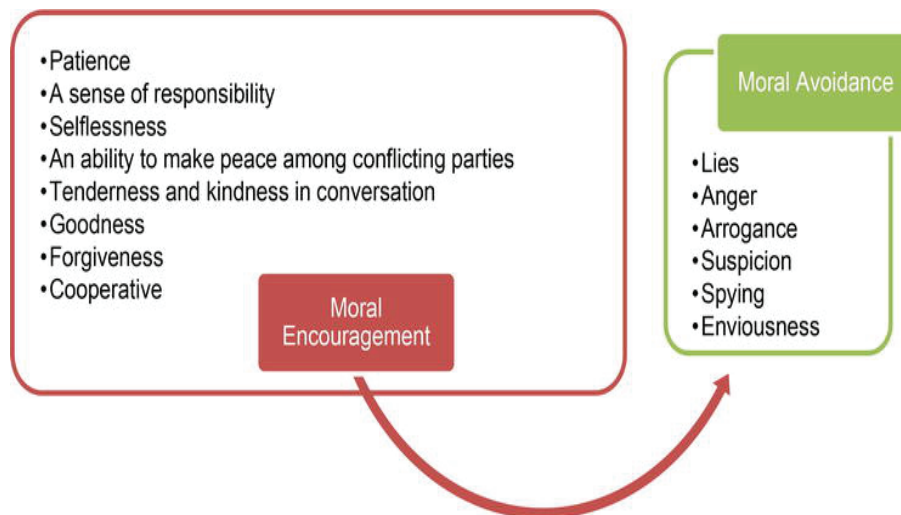 •Patience
•A sense of responsibility
•Selflessness
•An ability to make peace among conflicting parties
•Tenderness and kindness in conversation
•Goodness
•Forgiveness
•Cooperative
Moral
Encouragement
Moral Avoidance
•Lies
•Anger
•Arrogance
•Suspicion
•Spying
•Enviousness